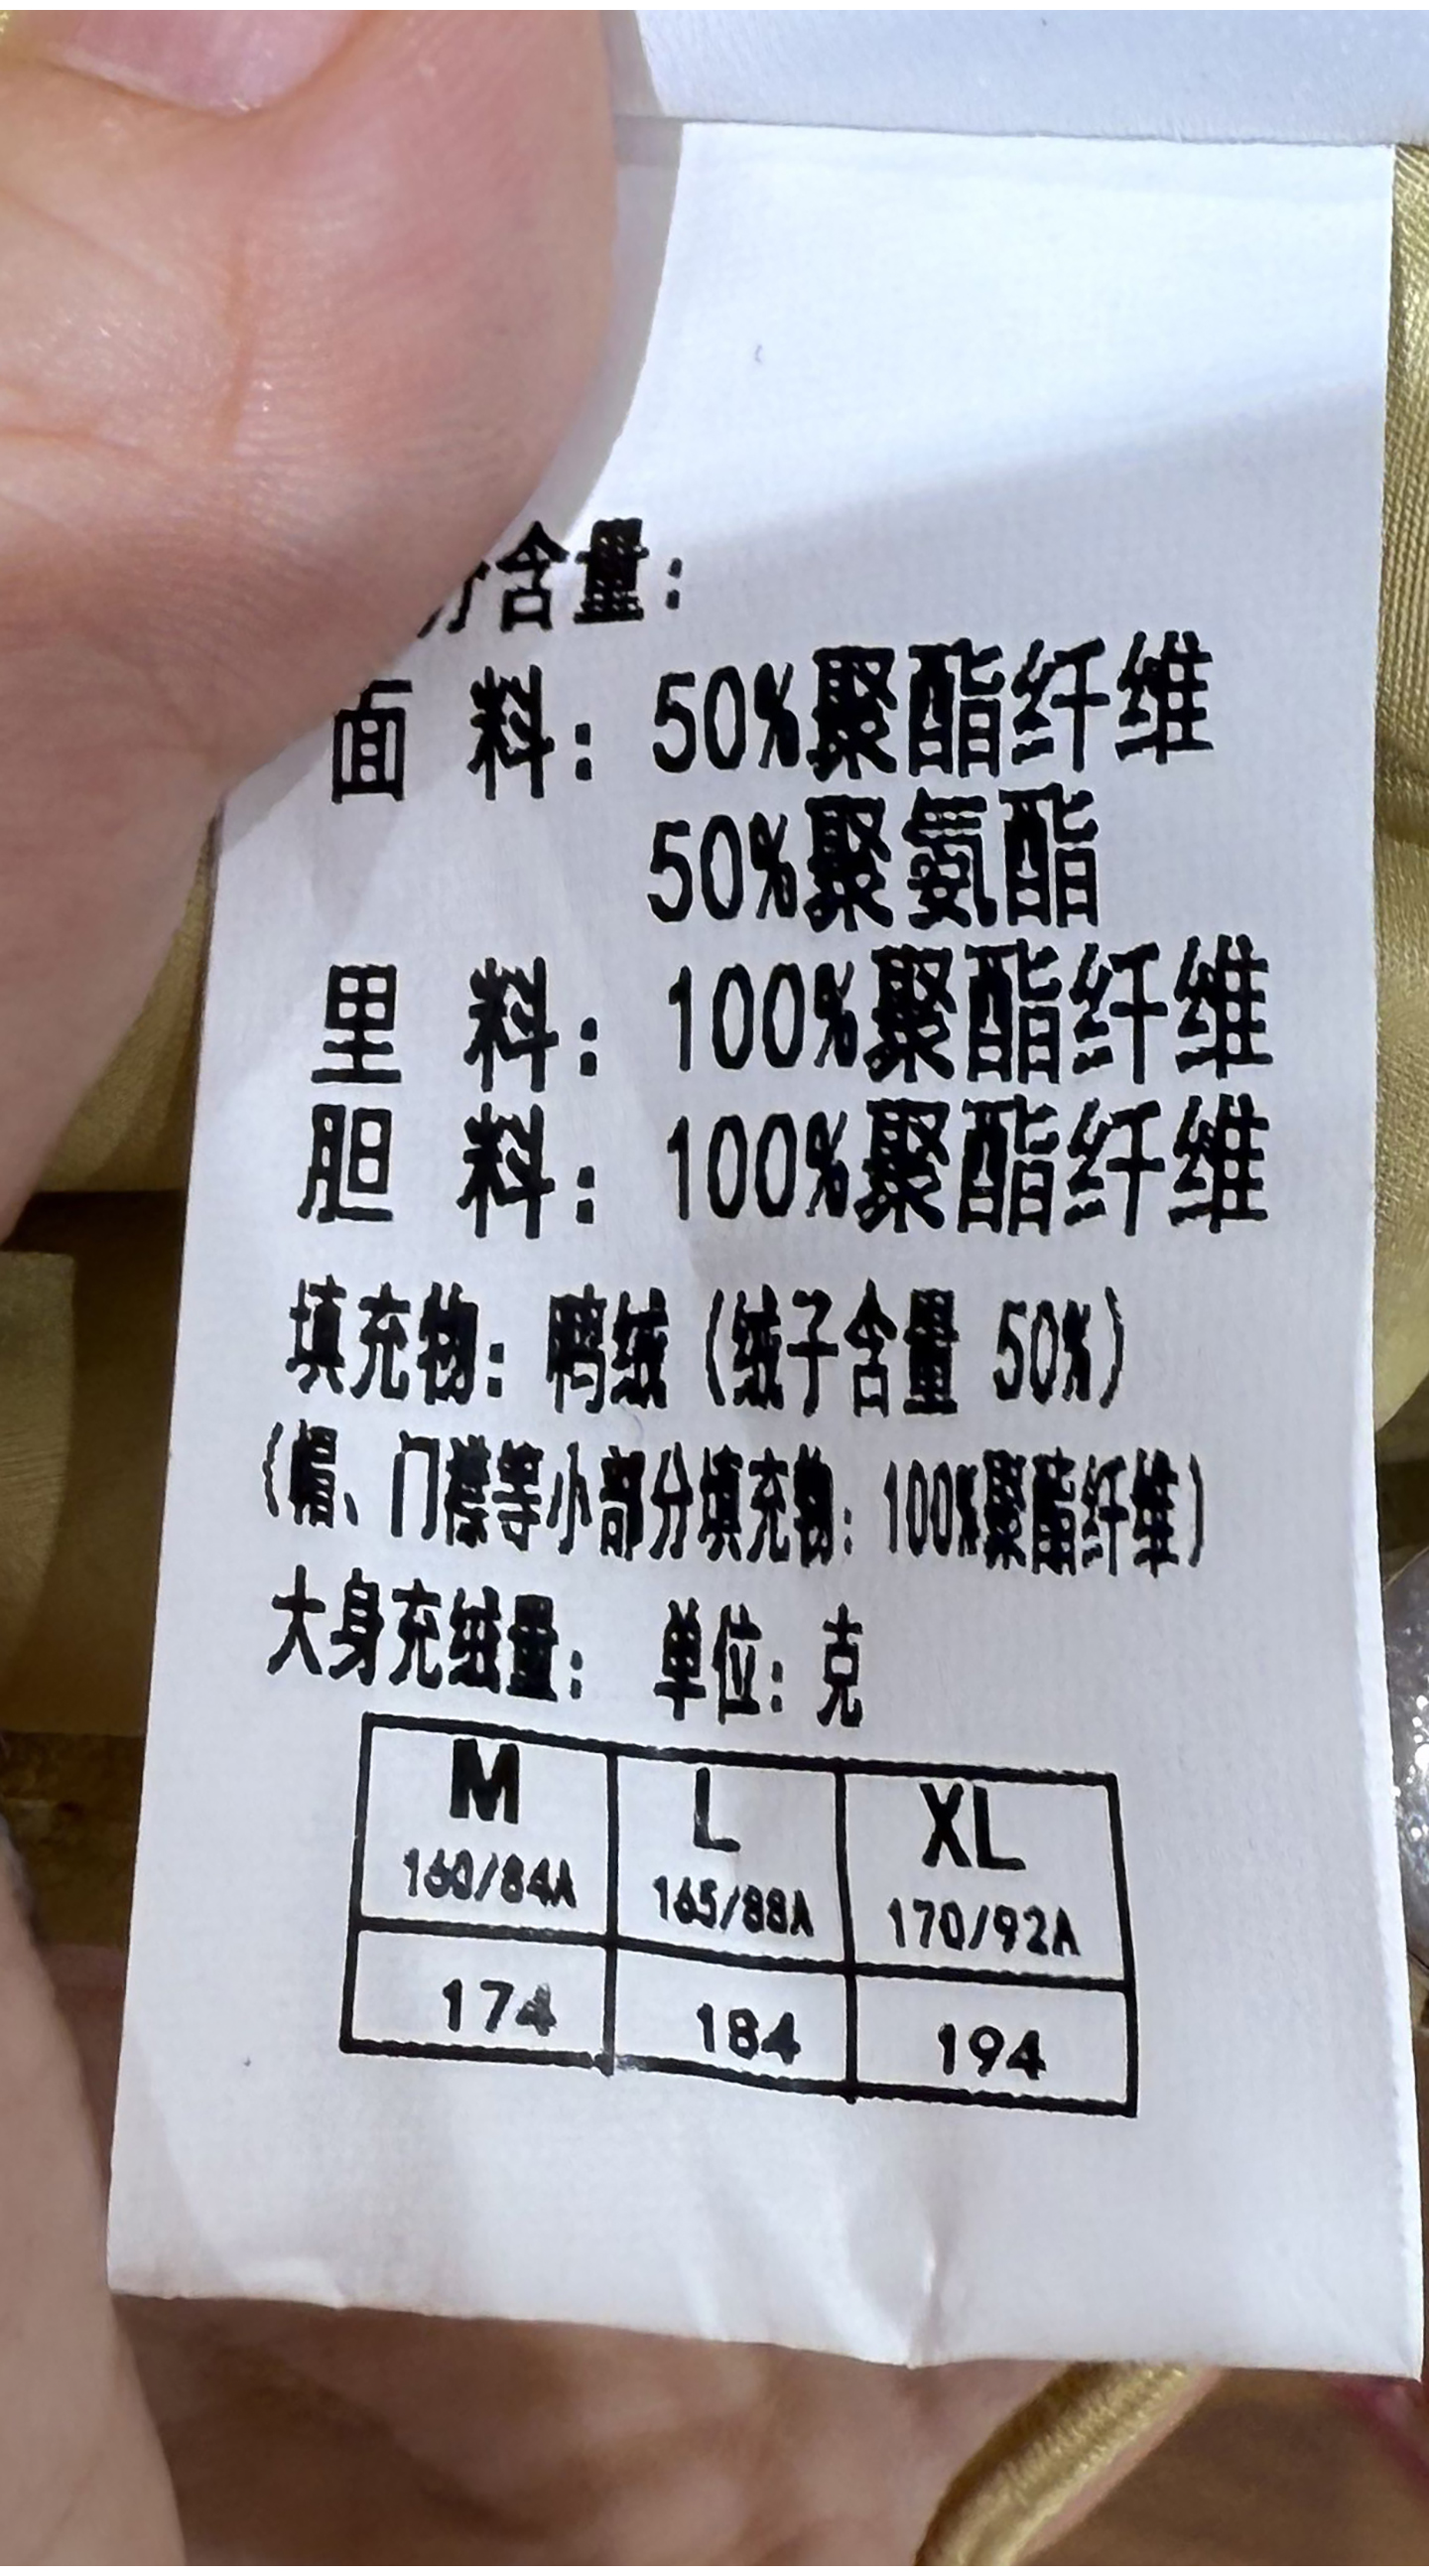 分含量：
面 料：50%聚酯纤维
50%聚氨酯
里 料：100%聚酯纤维
胆 料：100%聚酯纤维
填充物：鸭绒（绒子含量 50%）
（帽、门襟等小部分填充物：100%聚酯纤维）
大身充绒量： 单位：克
M L XL
160/84A 165/88A 170/92A
174 184 194